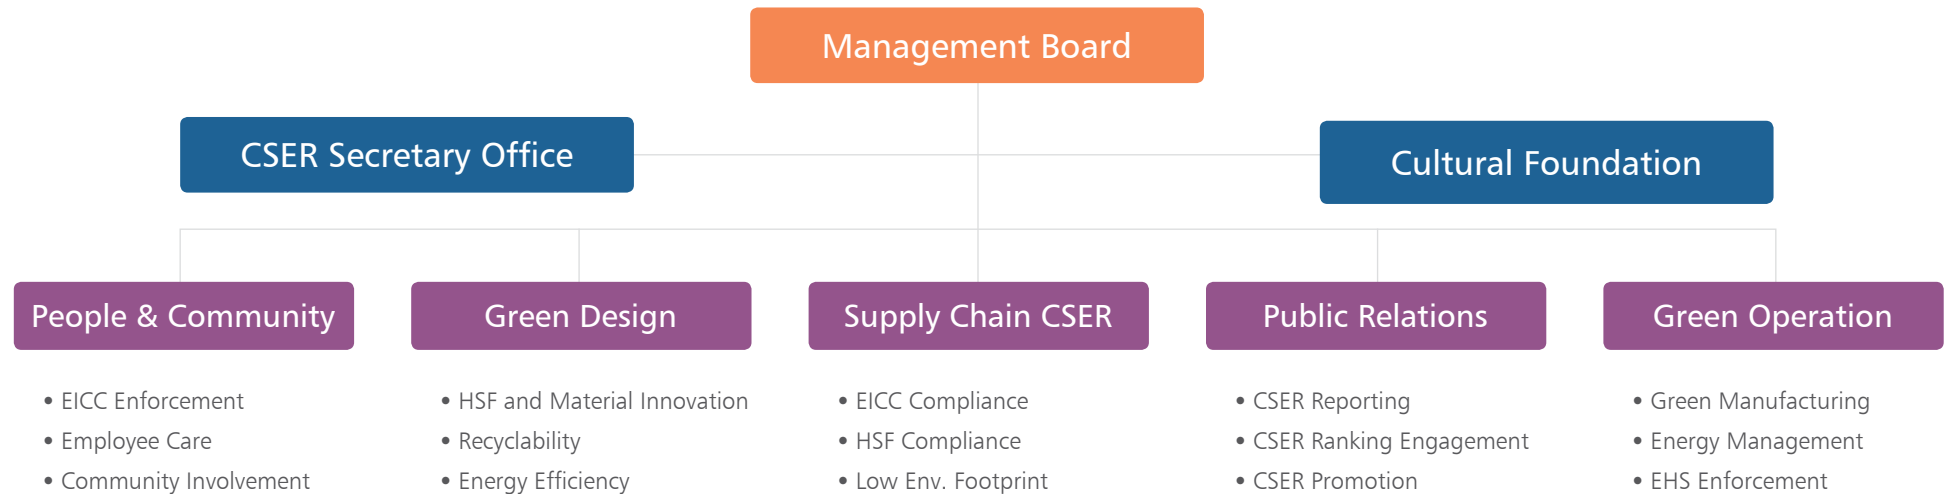 Management Board
CSER Secretary Office
Cultural Foundation
People & Community
Green Design
Supply Chain CSER
Public Relations
Green Operation
• EICC Enforcement
• Employee Care
• Community Involvement
• HSF and Material Innovation
• Recyclability
• Energy Efficiency
• EICC Compliance
• HSF Compliance
• Low Env. Footprint
• CSER Reporting
• CSER Ranking Engagement
• CSER Promotion
• Green Manufacturing
• Energy Management
• EHS Enforcement